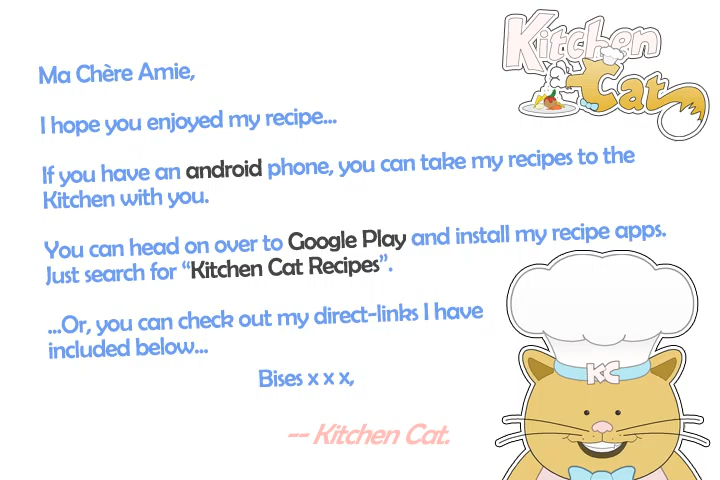 Kitchen
Cat
Ma Chère Amie,
I hope you enjoyed my recipe...
If you have an android phone, you can take my recipes to the
Kitchen with you.
You can head on over to Google Play and install my recipe apps.
Just search for “Kitchen Cat Recipes”.
...Or, you can check out my direct-links I have
included below...
Bises x x x,
-- Kitchen Cat.
KC